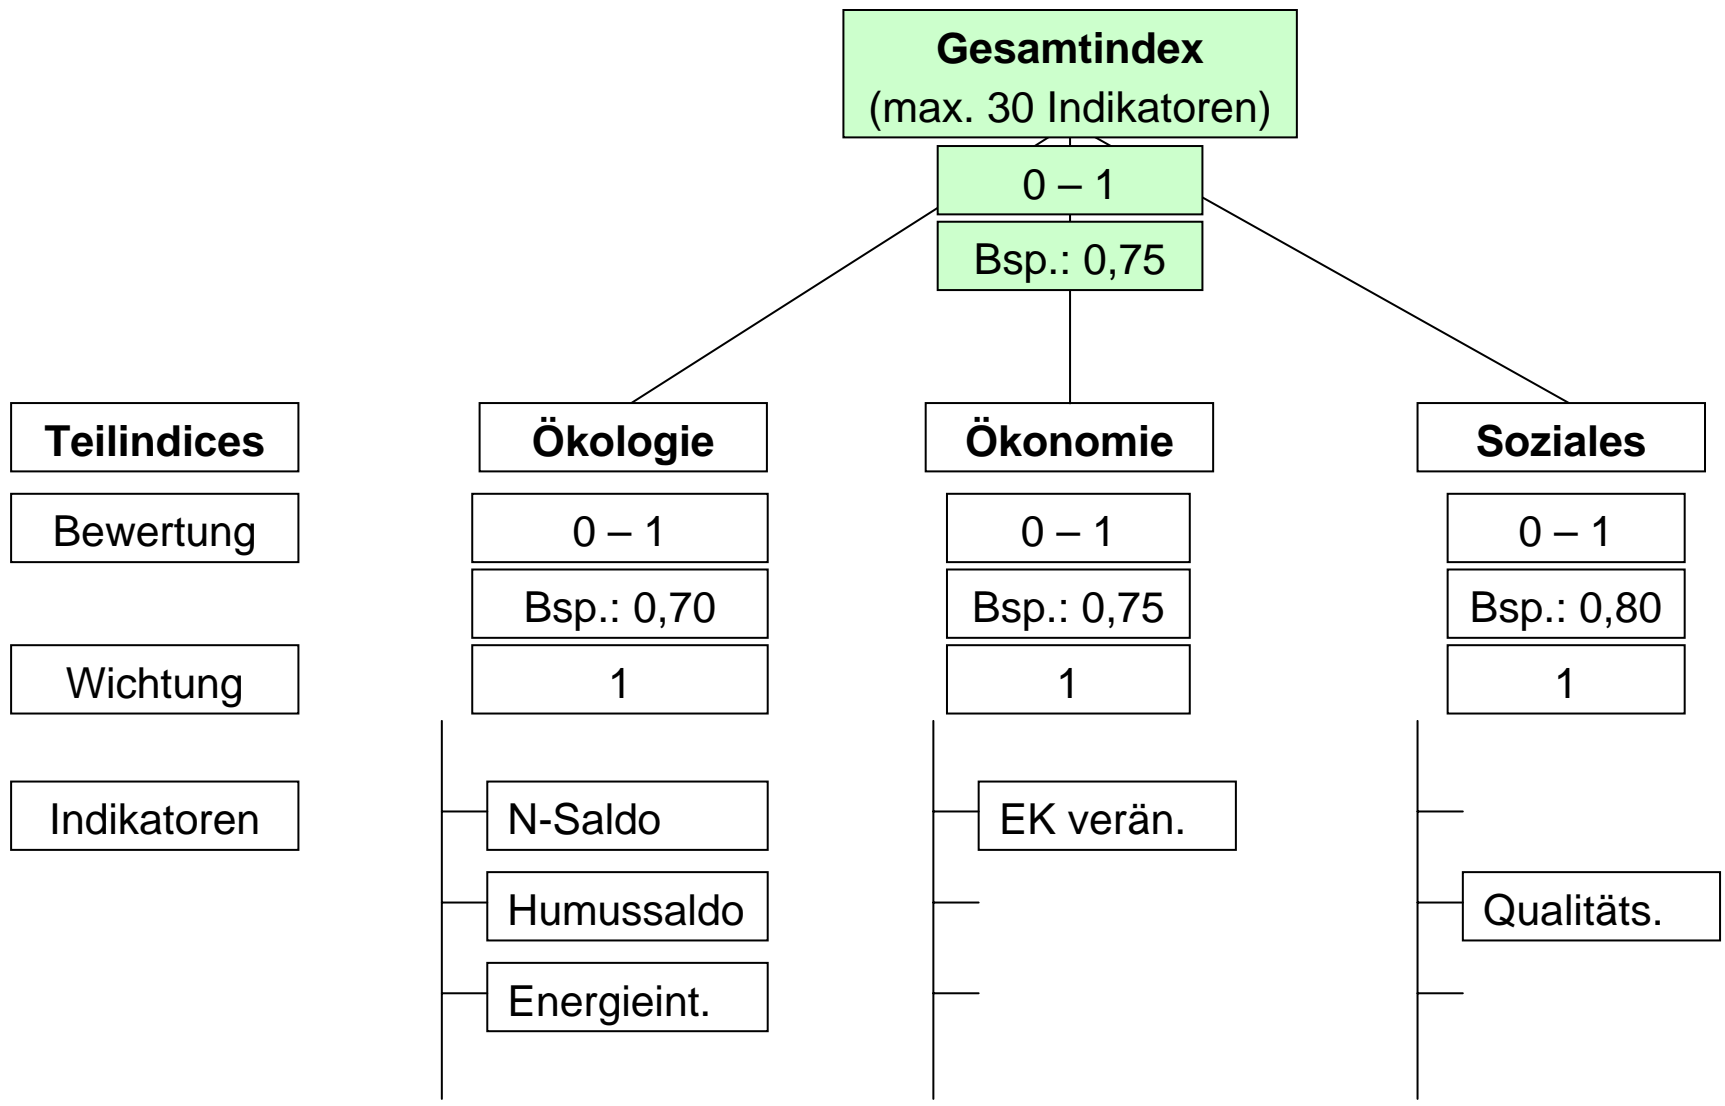 Gesamtindex
(max. 30 Indikatoren)
0 – 1
Bsp.: 0,75
Teilindices
Ökologie
Ökonomie
Soziales
Bewertung
0 – 1
0 – 1
0 – 1
Bsp.: 0,70
Bsp.: 0,75
Bsp.: 0,80
Wichtung
1
1
1
Indikatoren
N-Saldo
EK verän.
Humussaldo
Qualitäts.
Energieint.